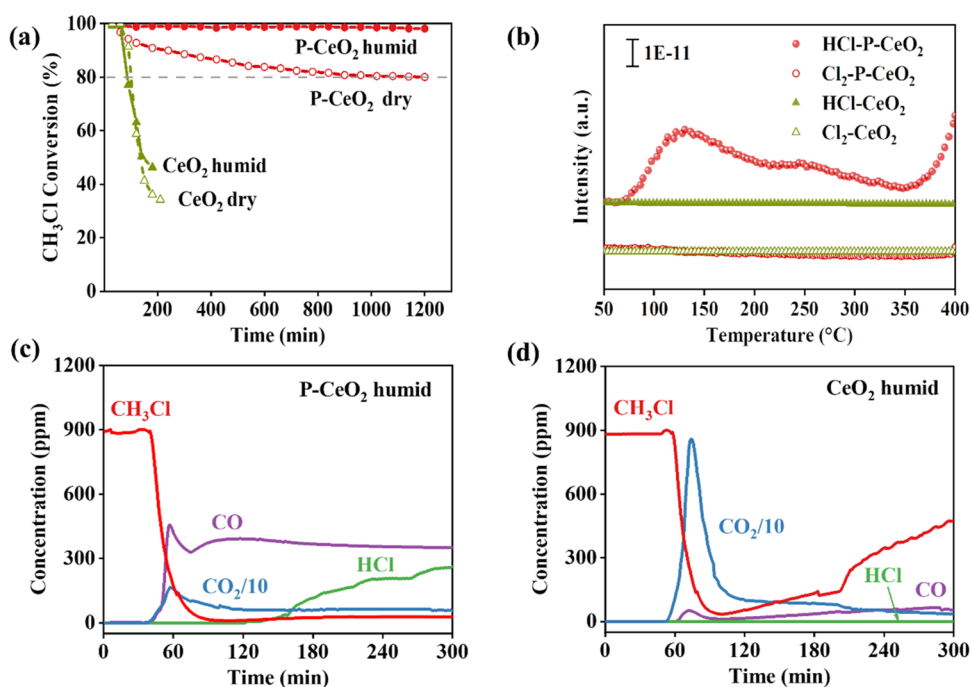 (a)
CH₃Cl Conversion (%)
100
80
60
40
20
0
P-CeO₂ humid
P-CeO₂ dry
CeO₂ humid
CeO₂ dry
200 400 600 800 1000 1200
Time (min)
(b)
Intensity (a.u.)
1E-11
HCl-P-CeO₂
Cl₂-P-CeO₂
HCl-CeO₂
Cl₂-CeO₂
50 100 150 200 250 300 350 400
Temperature (°C)
(c)
Concentration (ppm)
1200
900
600
300
0
P-CeO₂ humid
CH₃Cl
CO
HCl
CO₂/10
0 60 120 180 240 300
Time (min)
(d)
Concentration (ppm)
1200
900
600
300
0
CeO₂ humid
CH₃Cl
CO₂/10
HCl
CO
0 60 120 180 240 300
Time (min)